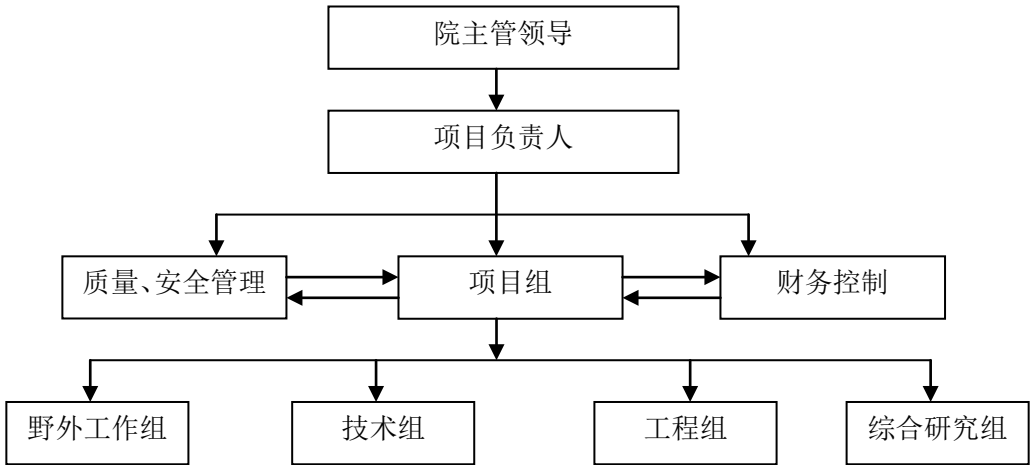 院主管领导
项目负责人
质量、安全管理
项目组
财务控制
野外工作组
技术组
工程组
综合研究组